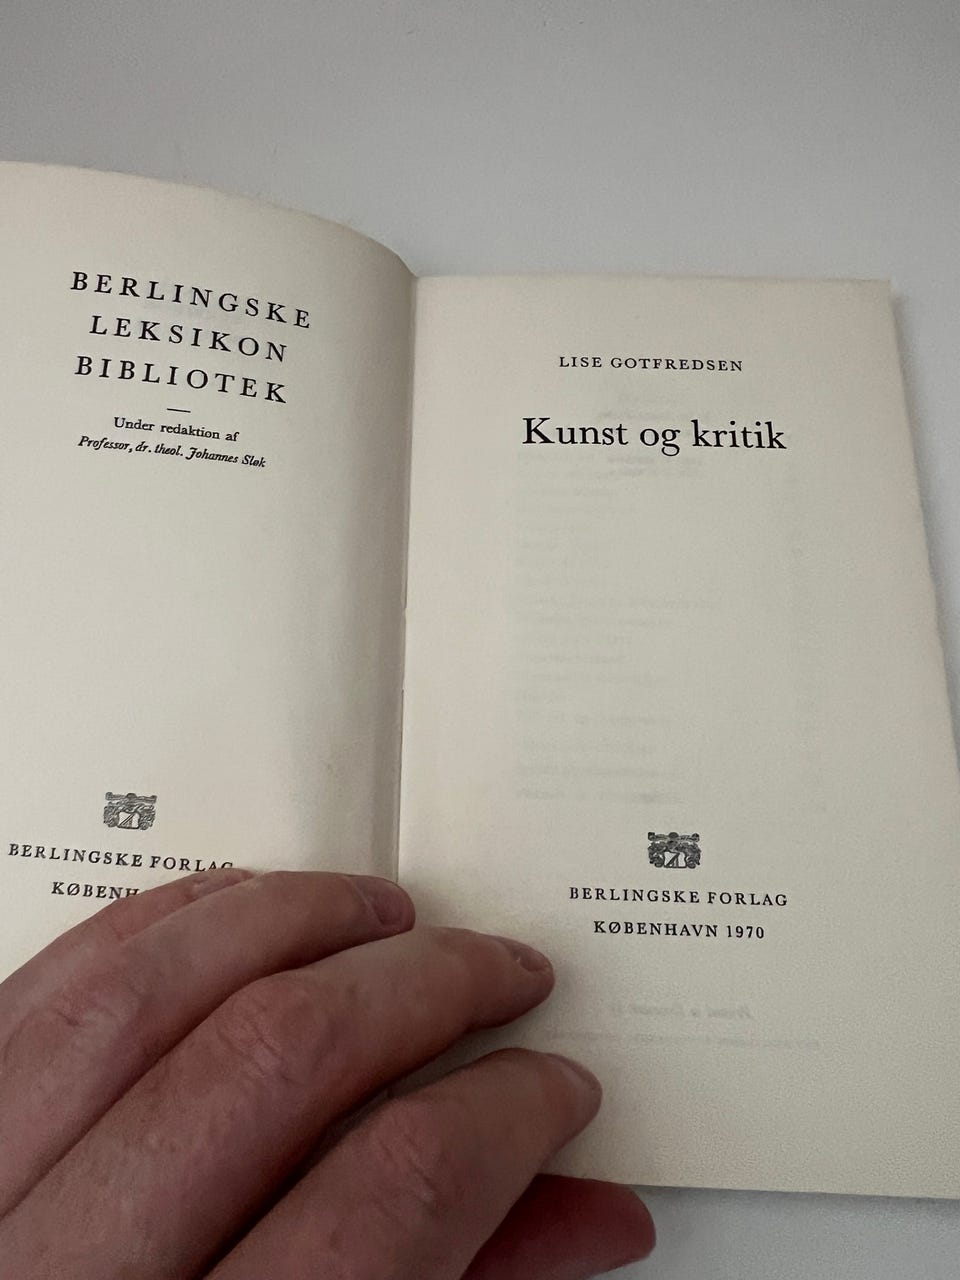 BERLINGSKE
LEKSIKON
BIBLIOTEK
Under redaktion af
Professor, dr. theol. Johannes Sløk
BERLINGSKE FORLAG
LISE GOTFREDSEN
Kunst og kritik
BERLINGSKE FORLAG
KØBENHAVN 1970